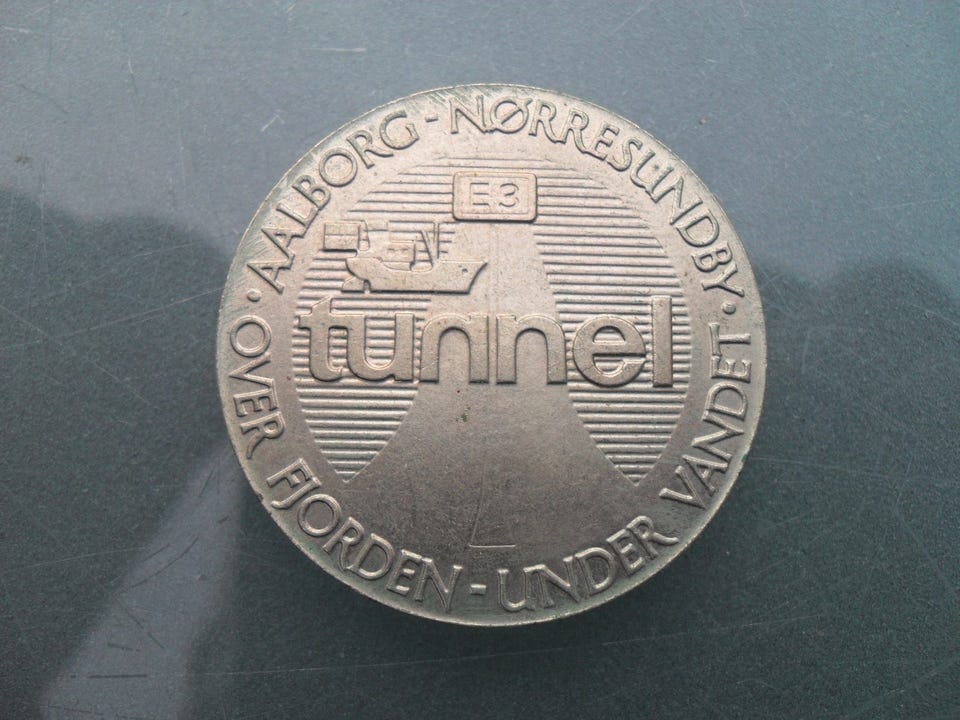 · AALBORG - NØRRESUNDBY ·
E3
tunnel
OVER FJORDEN - UNDER VANDET